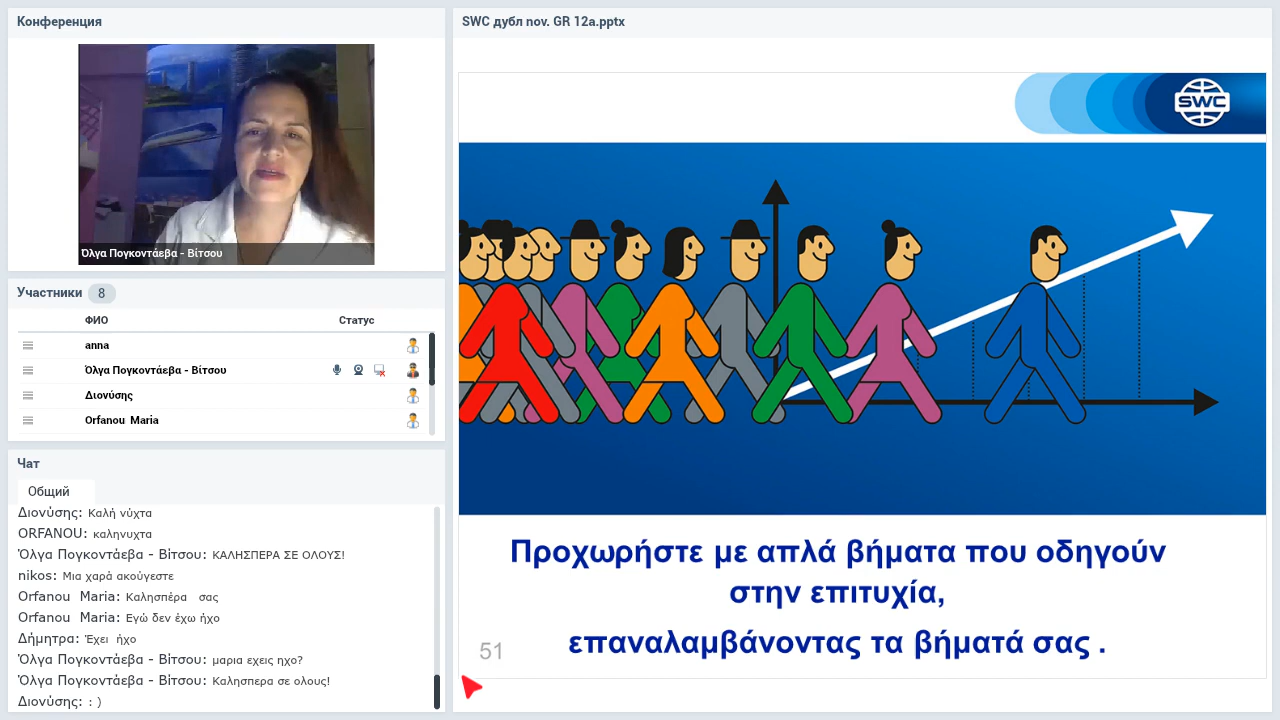 Конференция
Όλγα Πογκοντάεβα - Βίτσου
Участники 8
ФИО Статус
anna
Όλγα Πογκοντάεβα - Βίτσου
Διονύσης
Orfanou Maria
Чат
Общий
Διονύσης: Καλή νύχτα
ORFANOU: καληνυχτα
Όλγα Πογκοντάεβα - Βίτσου: ΚΑΛΗΣΠΕΡΑ ΣΕ ΟΛΟΥΣ!
nikos: Μια χαρά ακούγεστε
Orfanou Maria: Καλησπέρα σας
Orfanou Maria: Εγώ δεν έχω ήχο
Δήμητρα: Έχει ήχο
Όλγα Πογκοντάεβα - Βίτσου: μαρια εχεις ηχο?
Όλγα Πογκοντάεβα - Βίτσου: Καλησπερα σε ολους!
Διονύσης: : )
SWC дубл nov. GR 12a.pptx
SWC
Προχωρήστε με απλά βήματα που οδηγούν
στην επιτυχία,
επαναλαμβάνοντας τα βήματά σας .
51